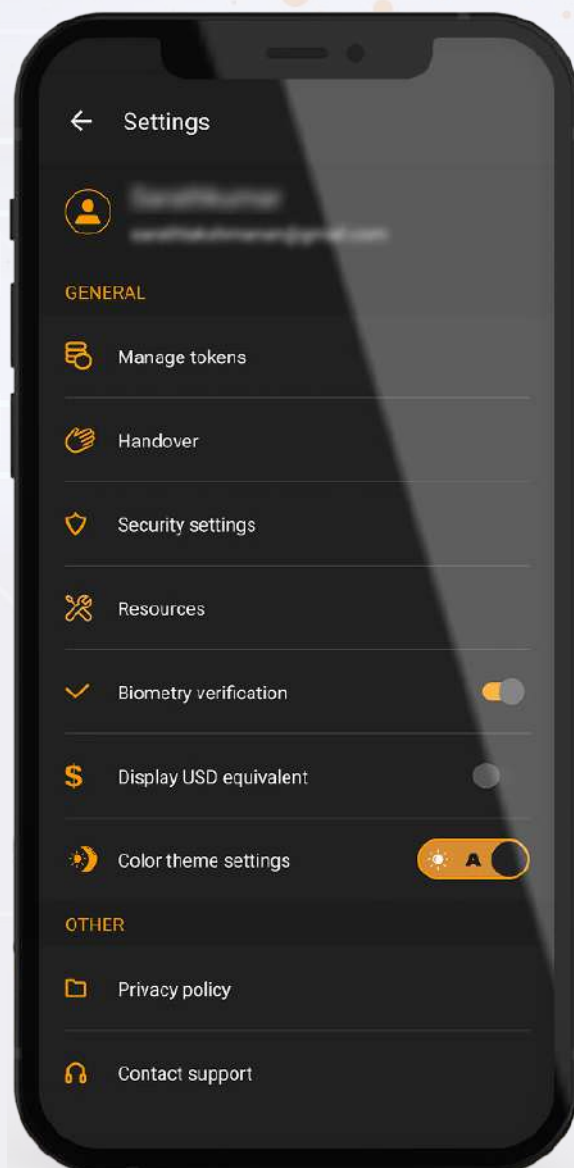 Settings
GENERAL
Manage tokens
Handover
Security settings
Resources
Biometry verification
$ Display USD equivalent
Color theme settings A
OTHER
Privacy policy
Contact support